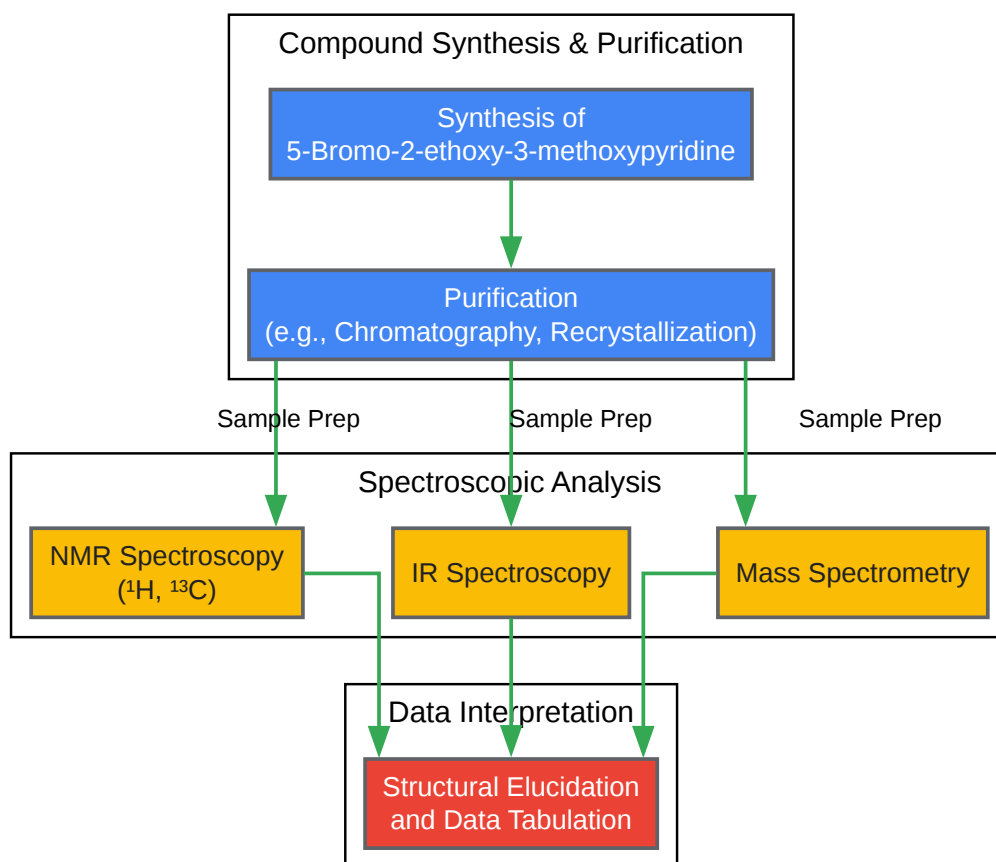 Compound Synthesis & Purification
Synthesis of
5-Bromo-2-ethoxy-3-methoxypyridine
Purification
(e.g., Chromatography, Recrystallization)
Sample Prep
Sample Prep
Sample Prep
Spectroscopic Analysis
NMR Spectroscopy
(¹H, ¹³C)
IR Spectroscopy
Mass Spectrometry
Data Interpretation
Structural Elucidation
and Data Tabulation